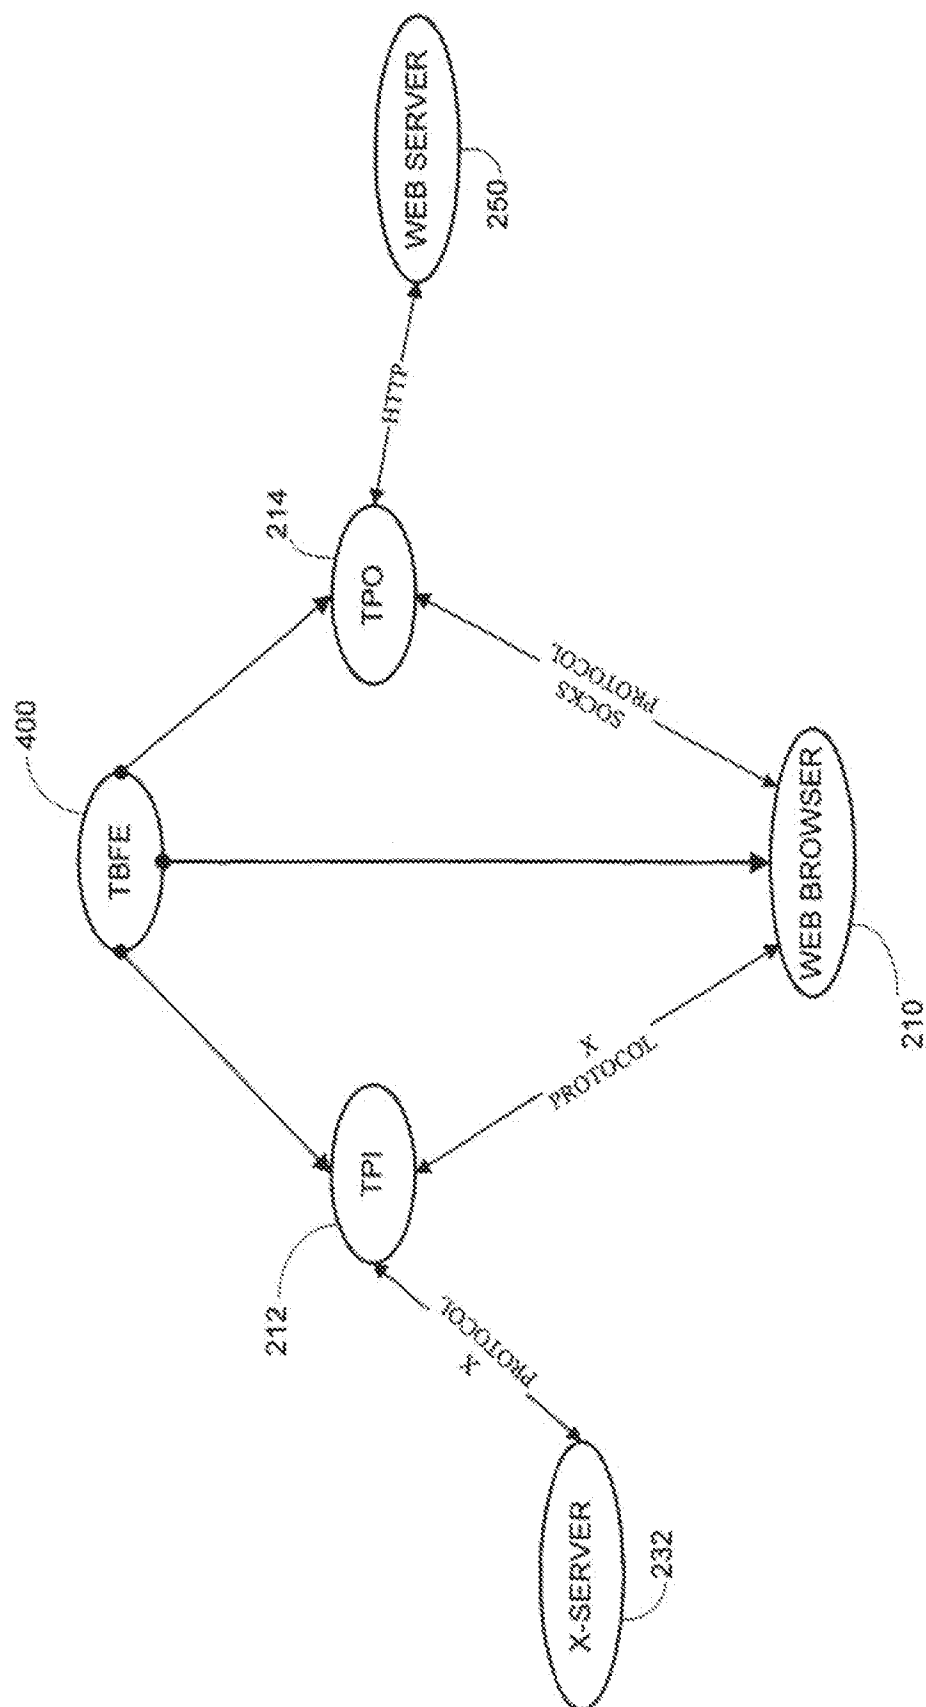 400
TBFE
214
TPO
HTTP
WEB SERVER
250
212
TPI
X
PROTOCOL
SOCKS
PROTOCOL
X
PROTOCOL
X-SERVER
232
WEB BROWSER
210